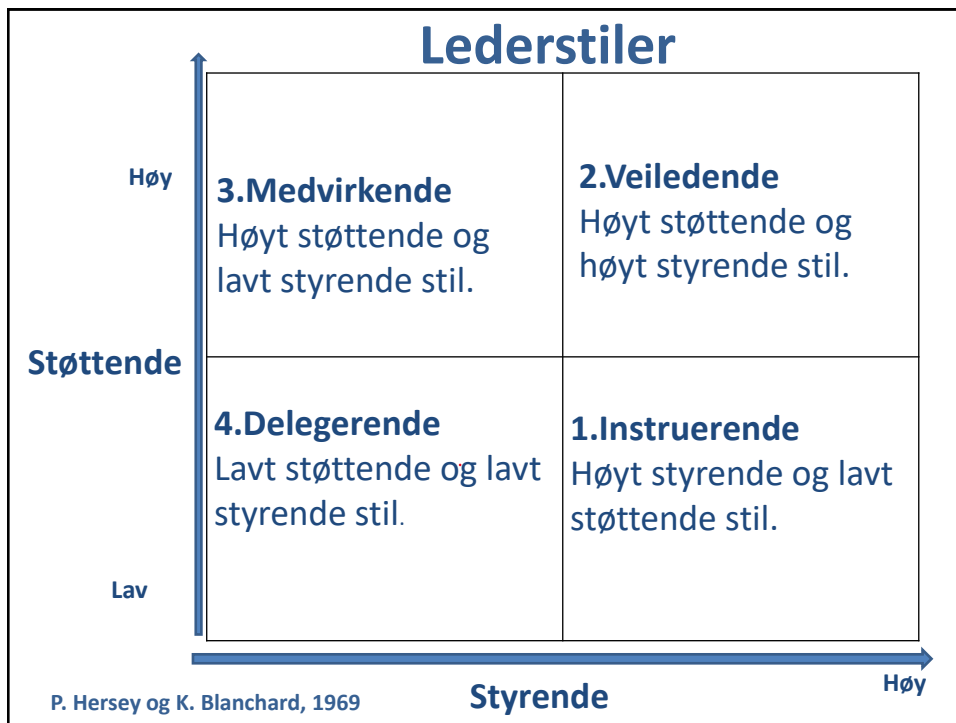 Lederstiler
Høy
3.Medvirkende
Høyt støttende og
lavt styrende stil.
2.Veiledende
Høyt støttende og
høyt styrende stil.
Støttende
4.Delegerende
Lavt støttende og lavt
styrende stil.
1.Instruerende
Høyt styrende og lavt
støttende stil.
Lav
Høy
P. Hersey og K. Blanchard, 1969
Styrende